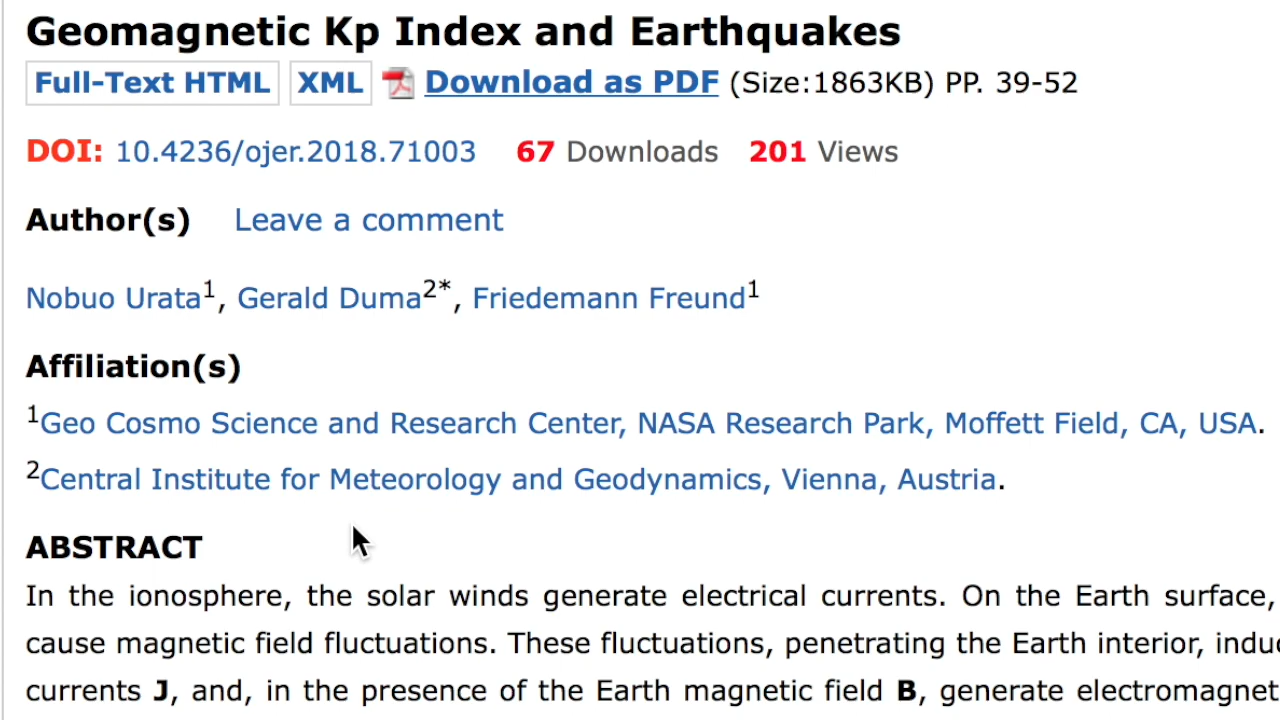 Geomagnetic Kp Index and Earthquakes
Full-Text HTML XML Download as PDF (Size:1863KB) PP. 39-52
DOI: 10.4236/ojer.2018.71003 67 Downloads 201 Views
Author(s) Leave a comment
Nobuo Urata1, Gerald Duma2*, Friedemann Freund1
Affiliation(s)
1Geo Cosmo Science and Research Center, NASA Research Park, Moffett Field, CA, USA.
2Central Institute for Meteorology and Geodynamics, Vienna, Austria.
ABSTRACT
In the ionosphere, the solar winds generate electrical currents. On the Earth surface,
cause magnetic field fluctuations. These fluctuations, penetrating the Earth interior,
currents J, and, in the presence of the Earth magnetic field B, generate